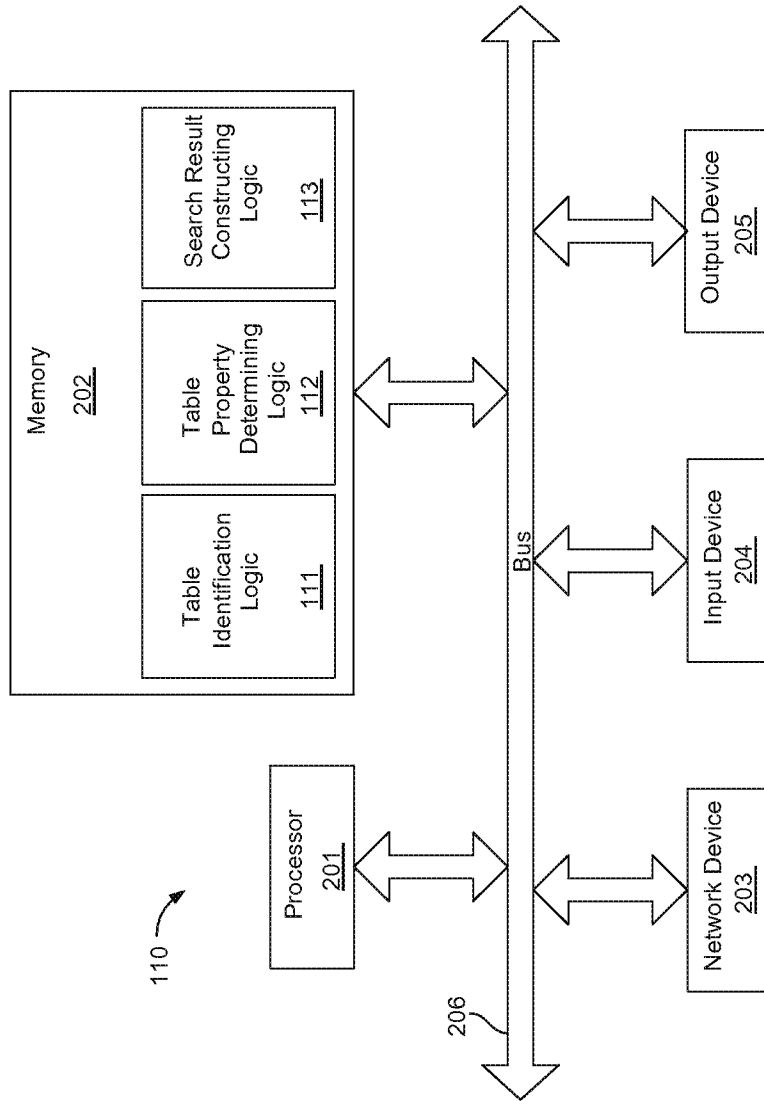 110
Processor
201
Memory
202
Table
Identification
Logic
111
Table
Property
Determining
Logic
112
Search Result
Constructing
Logic
113
206
Bus
Network Device
203
Input Device
204
Output Device
205